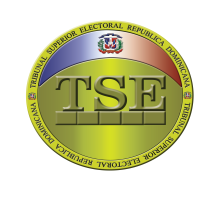 TRIBUNAL SUPERIOR ELECTORAL REPUBLICA DOMINICANA
TSE
TRIBUNAL SUPERIOR ELECTORAL REPUBLICA DOMINICANA